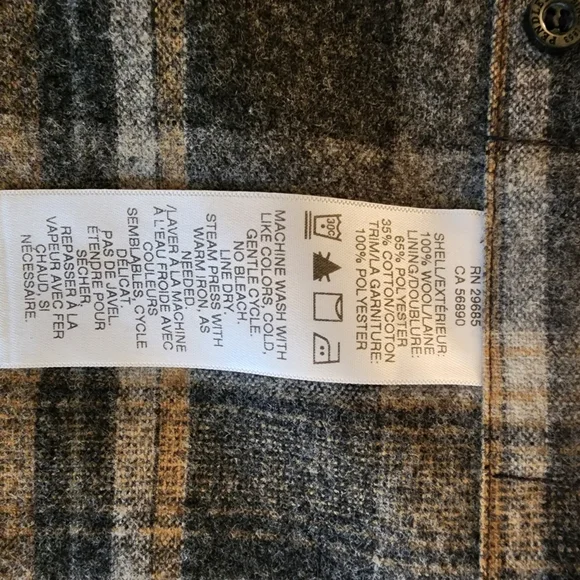 RN 29685
CA 56890
SHELL/EXTÉRIEUR:
100% WOOL/LAINE
LINING/DOUBLURE:
65% POLYESTER
35% COTTON/COTON
TRIM/LA GARNITURE:
100% POLYESTER
30C
MACHINE WASH WITH
LIKE COLORS, COLD,
GENTLE CYCLE.
NO BLEACH.
LINE DRY.
STEAM PRESS WITH
WARM IRON, AS
NEEDED.
/LAVER À LA MACHINE
À L'EAU FROIDE AVEC
COULEURS
SEMBLABLES, CYCLE
DÉLICAT.
PAS DE JAVEL.
ÉTENDRE POUR
SÉCHER.
REPASSER À LA
VAPEUR AVEC FER
CHAUD SI
NÉCESSAIRE.